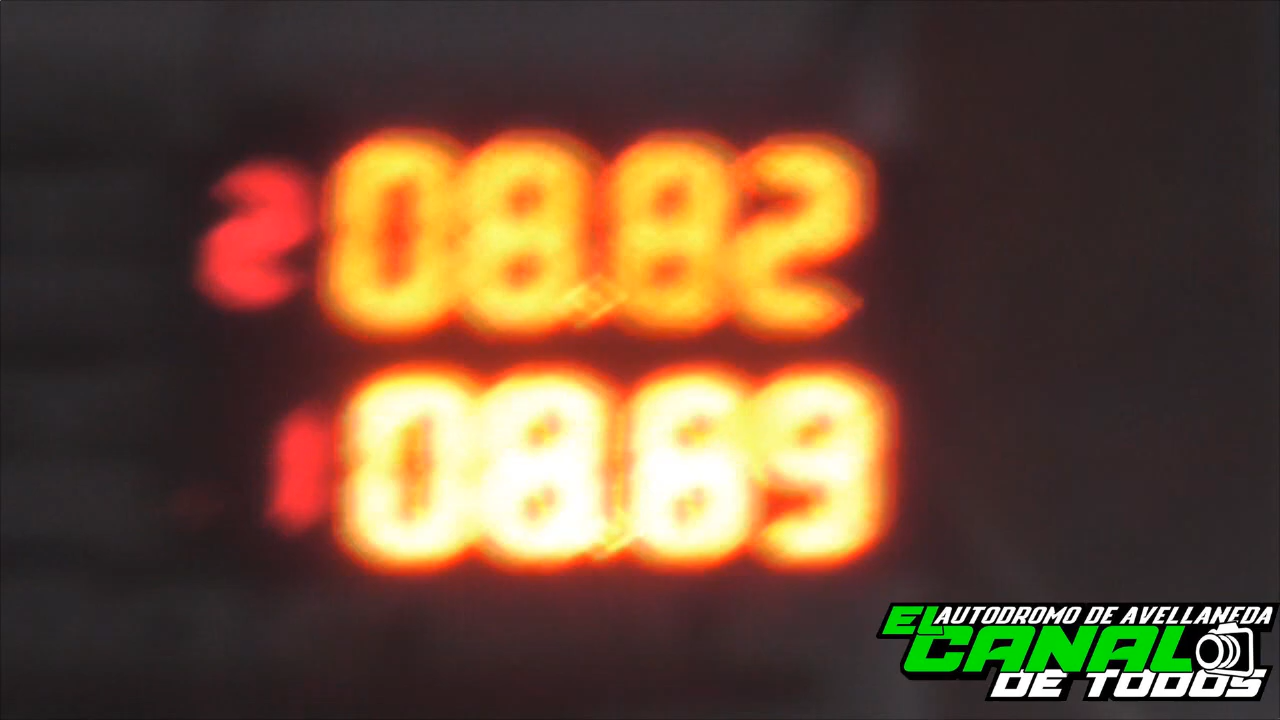 2 08.82
1 08.69
EL AUTODROMO DE AVELLANEDA
CANAL
DE TODOS